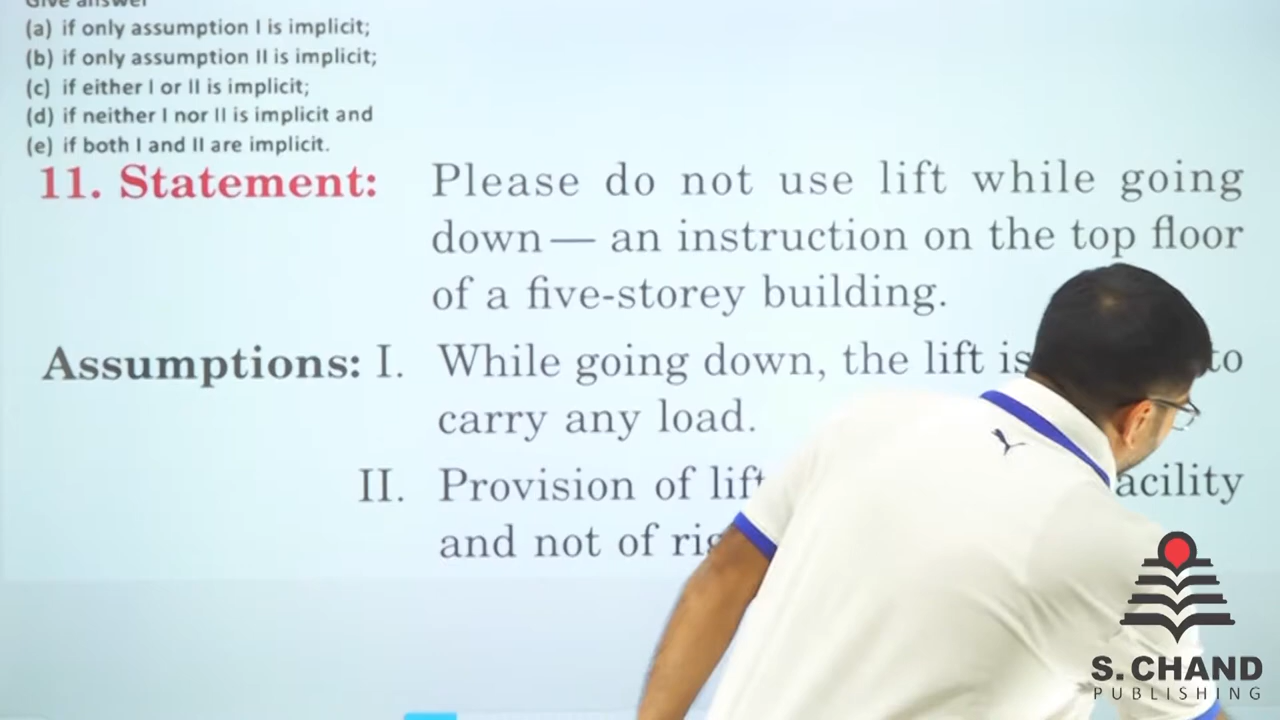 Give answer
(a) if only assumption I is implicit;
(b) if only assumption II is implicit;
(c) if either I or II is implicit;
(d) if neither I nor II is implicit and
(e) if both I and II are implicit.
11. Statement: Please do not use lift while going
down — an instruction on the top floor
of a five-storey building.
Assumptions: I. While going down, the lift is to
carry any load.
II. Provision of lift
and not of
S. CHAND
PUBLISHING